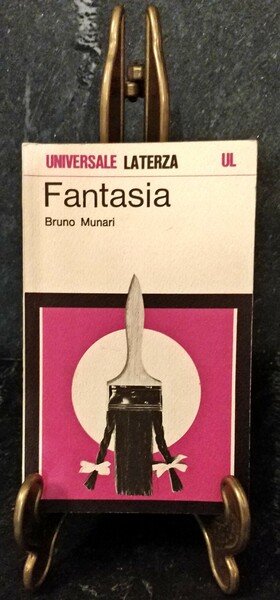 UNIVERSALE LATERZA UL
Fantasia
Bruno Munari